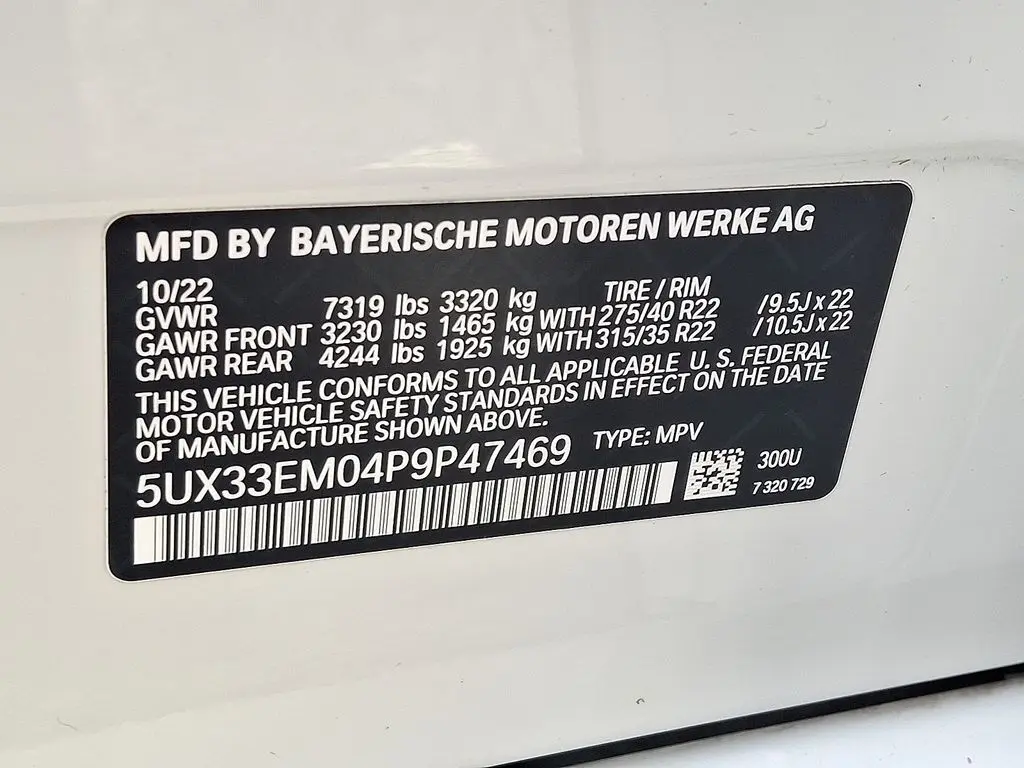 MFD BY BAYERISCHE MOTOREN WERKE AG
10/22 TIRE / RIM
GVWR 7319 lbs 3320 kg
GAWR FRONT 3230 lbs 1465 kg WITH 275/40 R22 /9.5J x 22
GAWR REAR 4244 lbs 1925 kg WITH 315/35 R22 /10.5J x 22
THIS VEHICLE CONFORMS TO ALL APPLICABLE U. S. FEDERAL
MOTOR VEHICLE SAFETY STANDARDS IN EFFECT ON THE DATE
OF MANUFACTURE SHOWN ABOVE.
5UX33EM04P9P47469 TYPE: MPV
300U
7 320 729